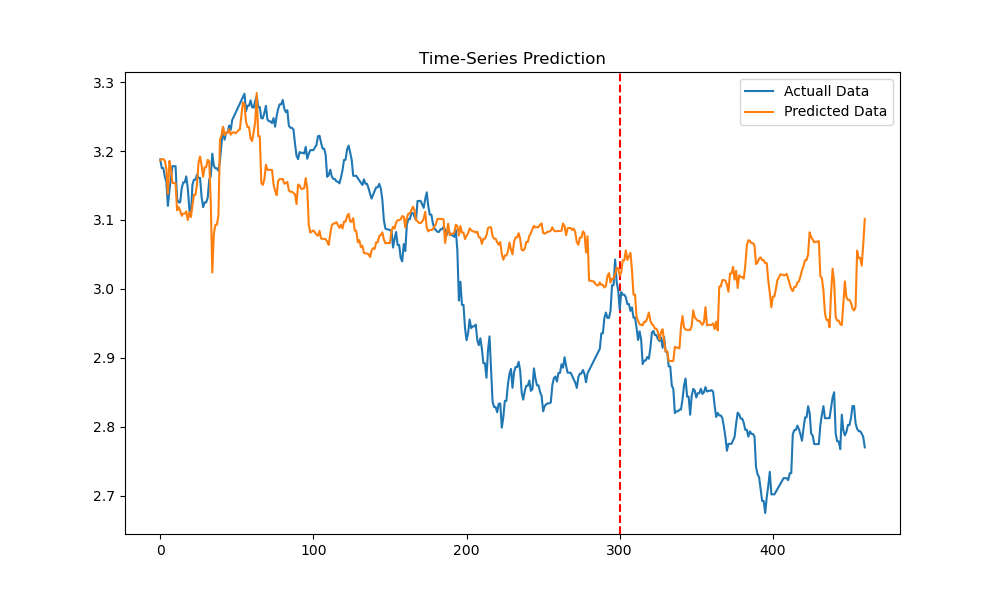 Time-Series Prediction
Actuall Data
Predicted Data
3.3
3.2
3.1
3.0
2.9
2.8
2.7
0 100 200 300 400